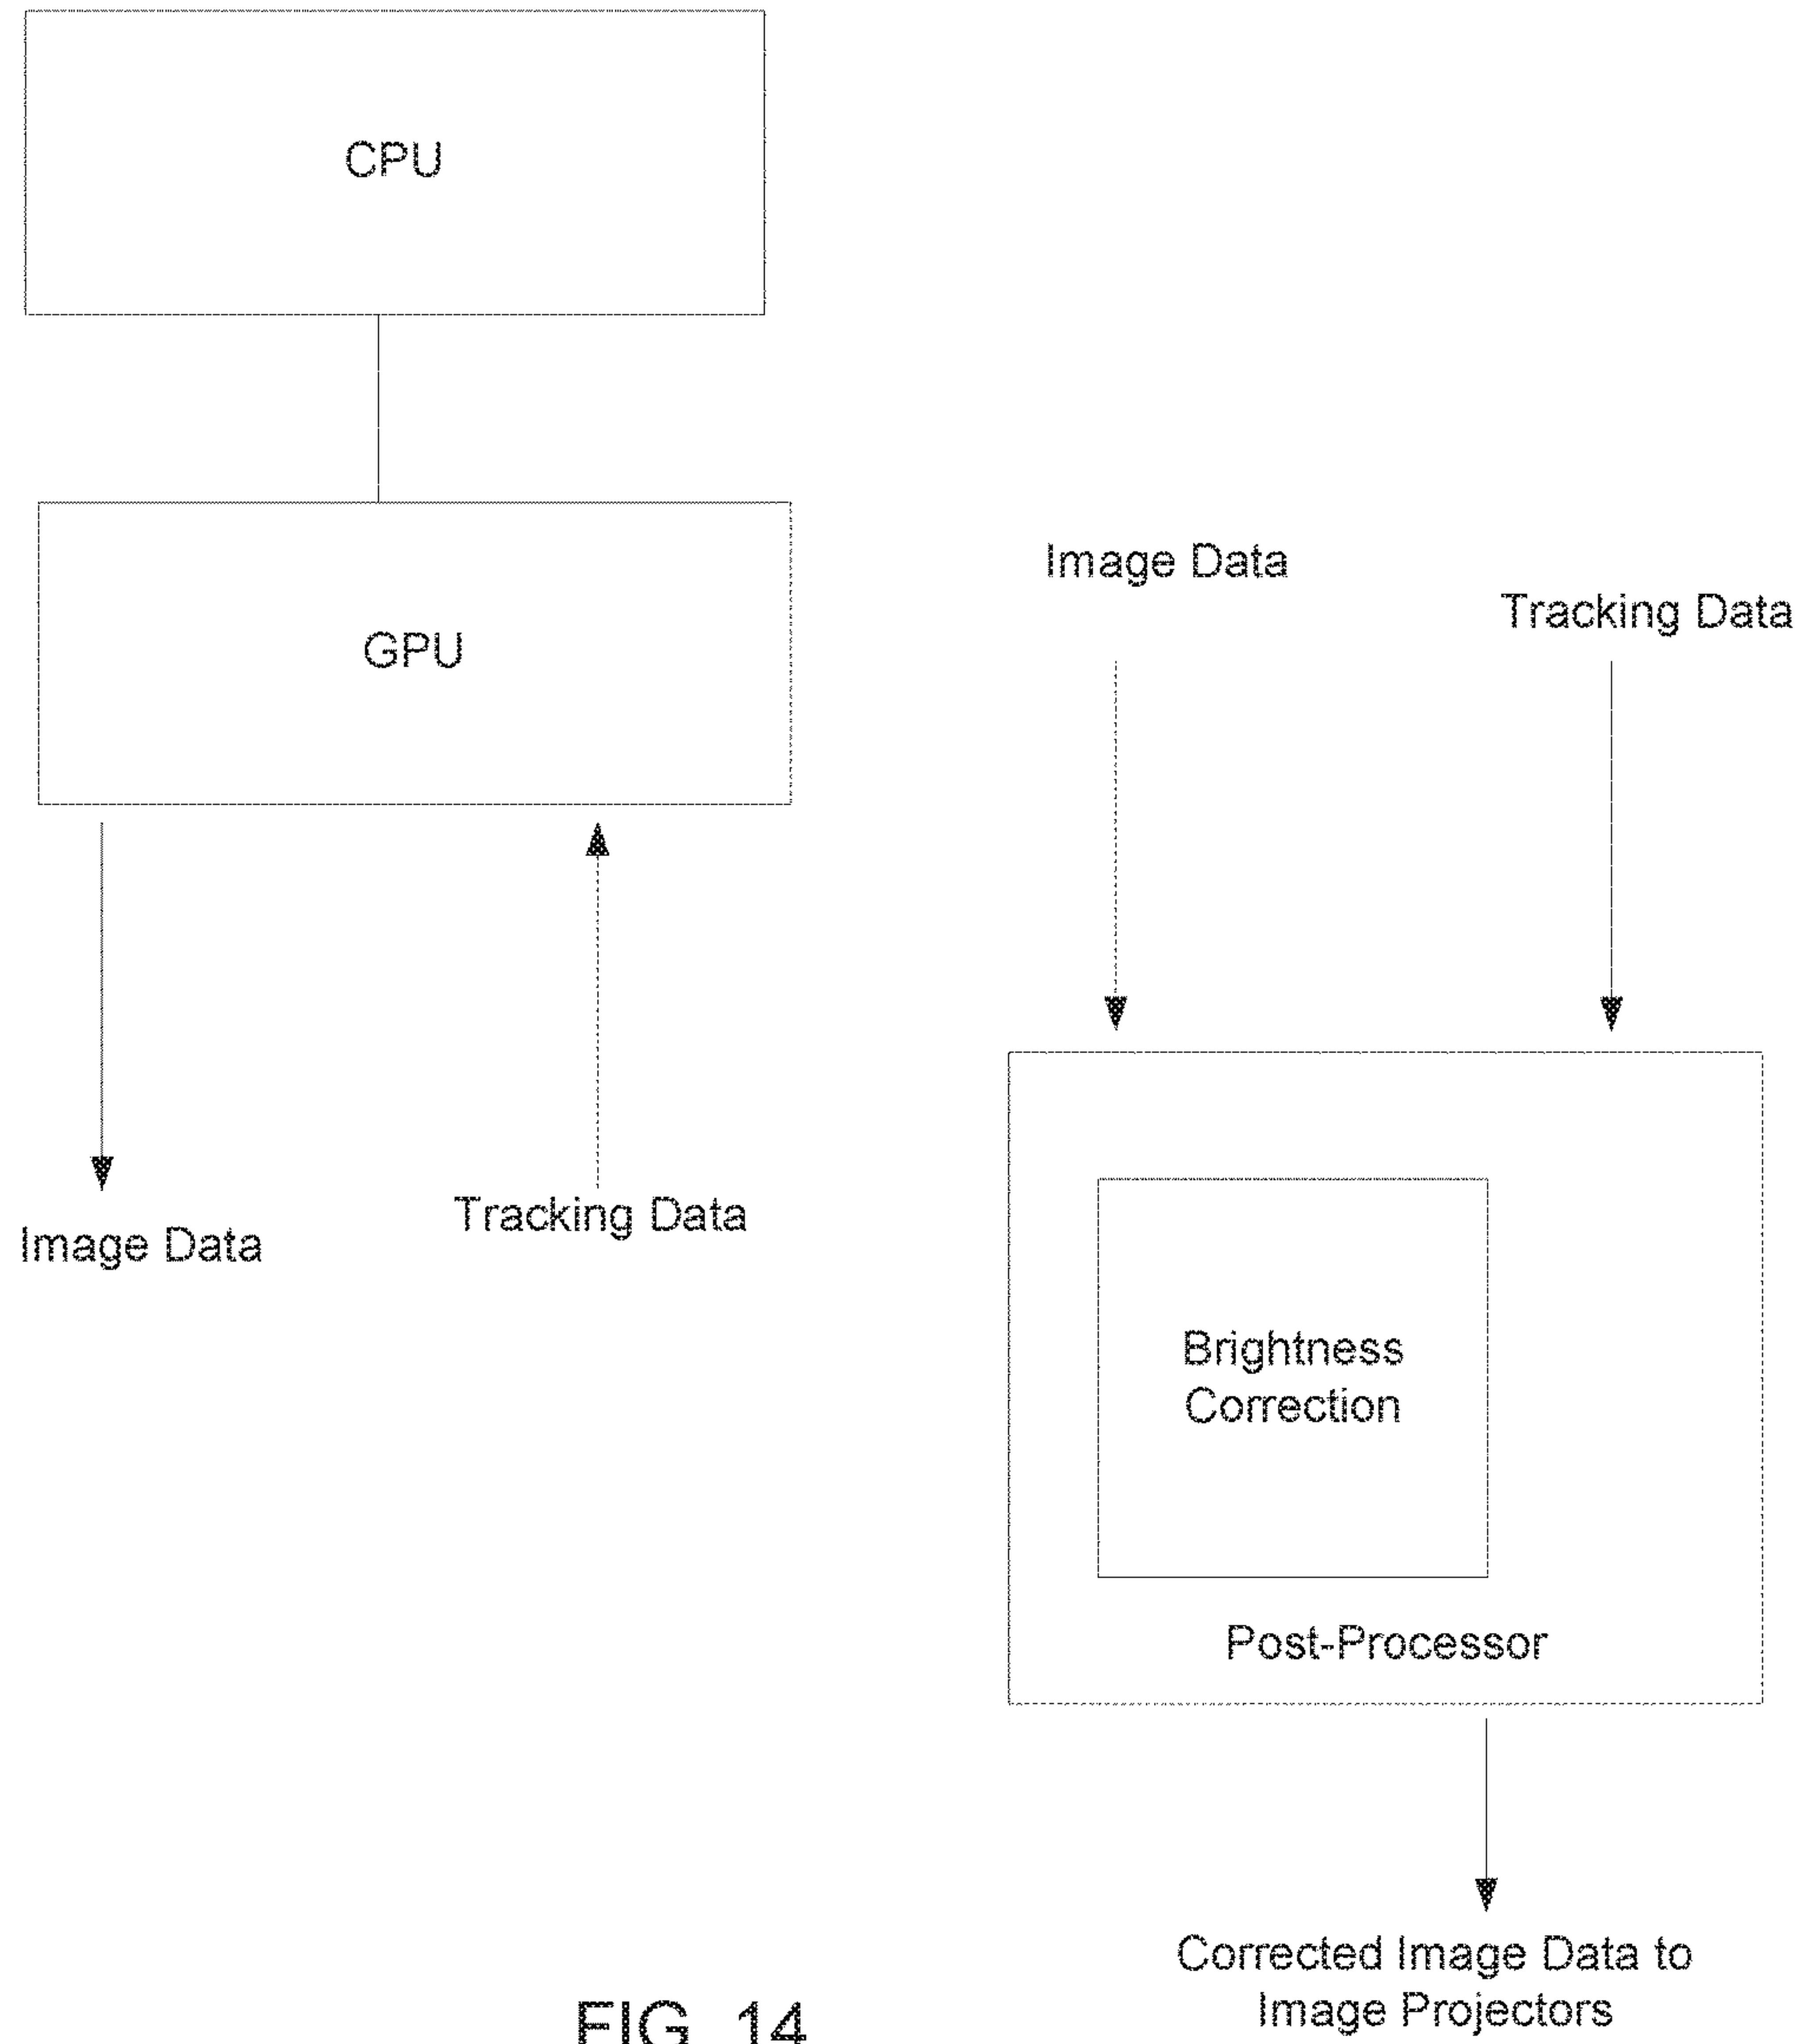 CPU
GPU
Image Data
Tracking Data
Image Data
Tracking Data
Brightness
Correction
Post-Processor
Corrected Image Data to
Image Projectors
FIG. 14